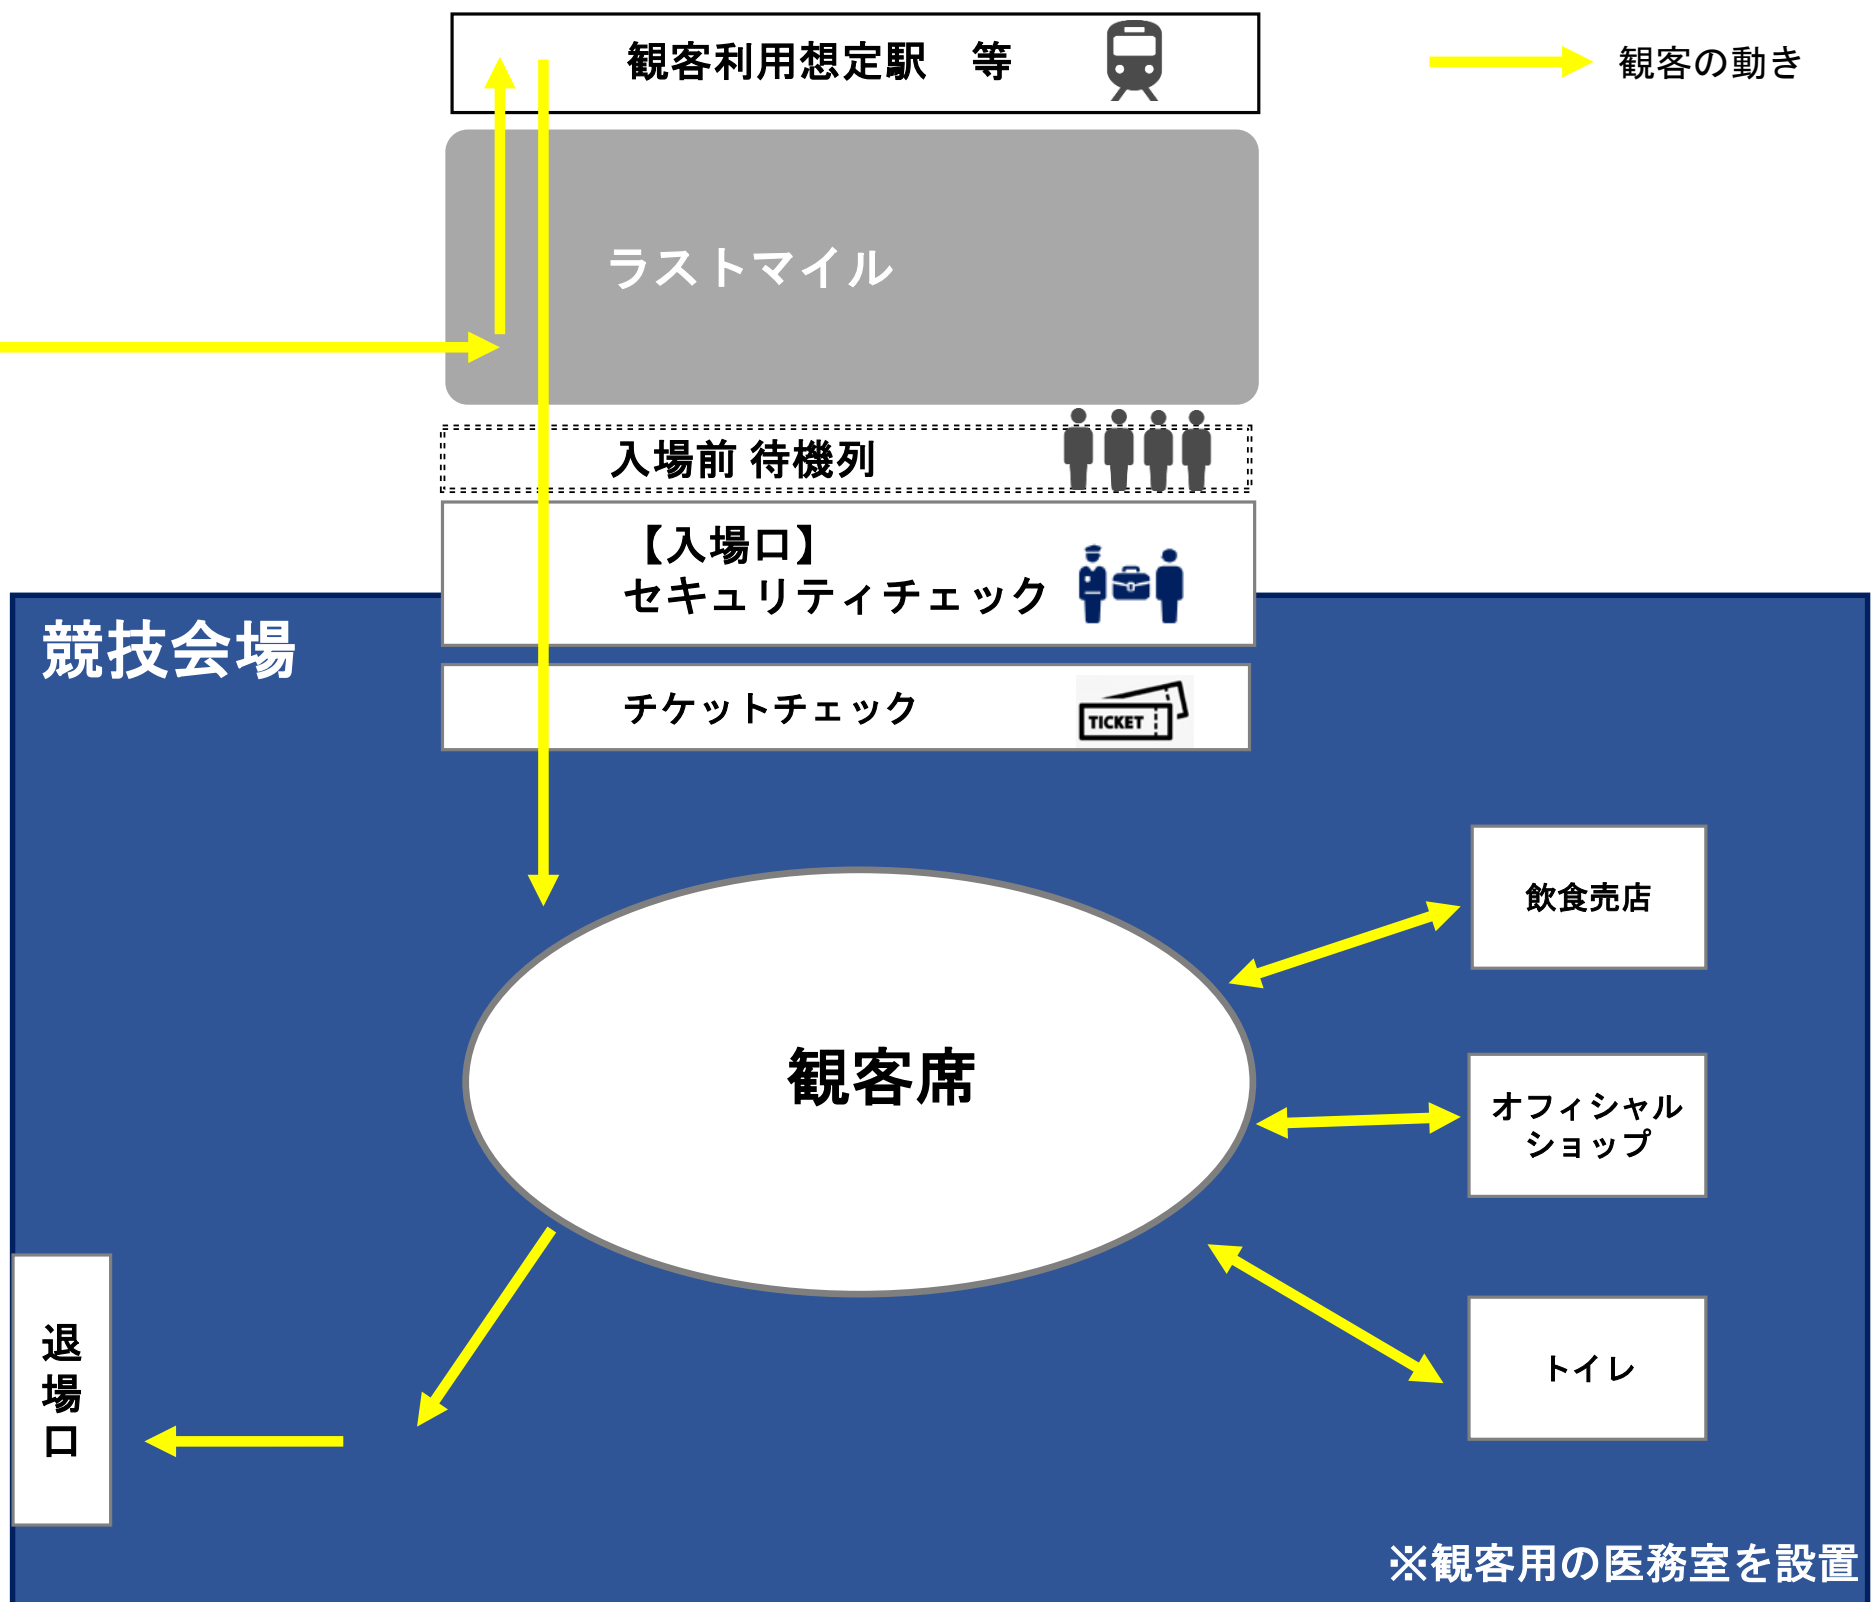 観客利用想定駅　等
観客の動き
ラストマイル
入場前 待機列
【入場口】
セキュリティチェック
競技会場
チケットチェック
TICKET
飲食売店
観客席
オフィシャル
ショップ
退場口
トイレ
※観客用の医務室を設置